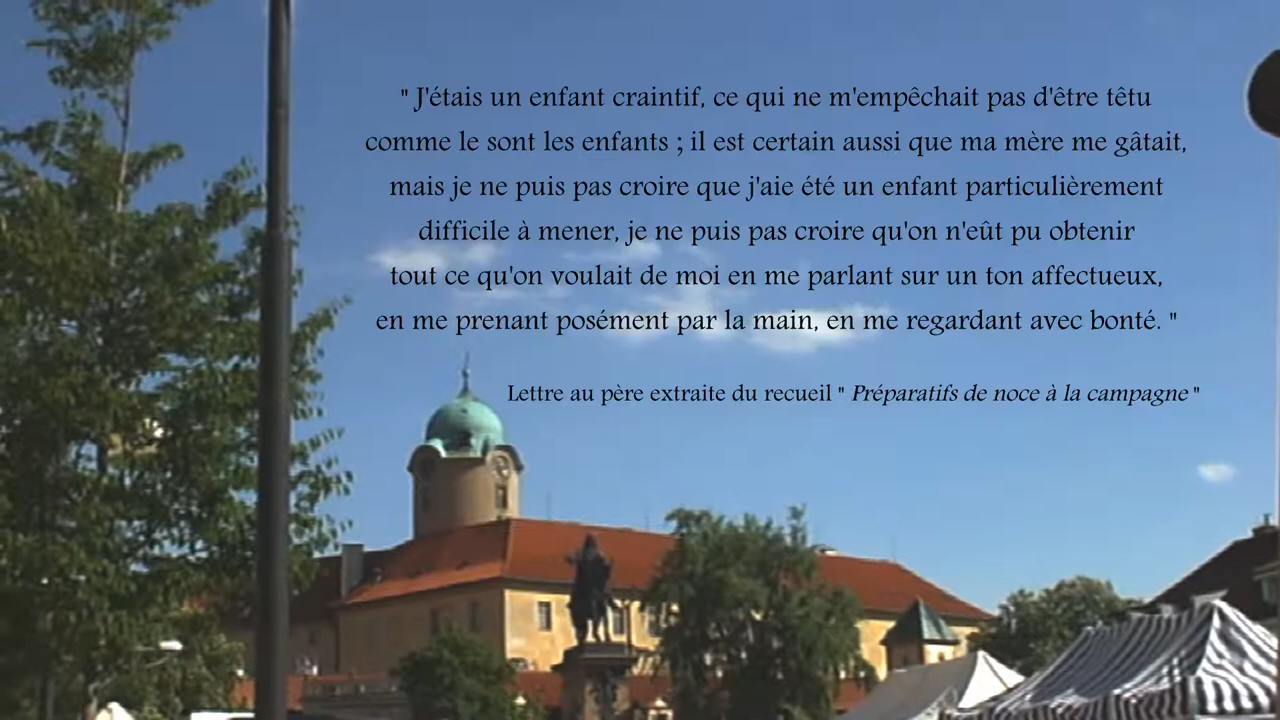 " J'étais un enfant craintif, ce qui ne m'empêchait pas d'être têtu
comme le sont les enfants ; il est certain aussi que ma mère me gâtait,
mais je ne puis pas croire que j'aie été un enfant particulièrement
difficile à mener, je ne puis pas croire qu'on n'eût pu obtenir
tout ce qu'on voulait de moi en me parlant sur un ton affectueux,
en me prenant posément par la main, en me regardant avec bonté. "
Lettre au père extraite du recueil " Préparatifs de noce à la campagne "